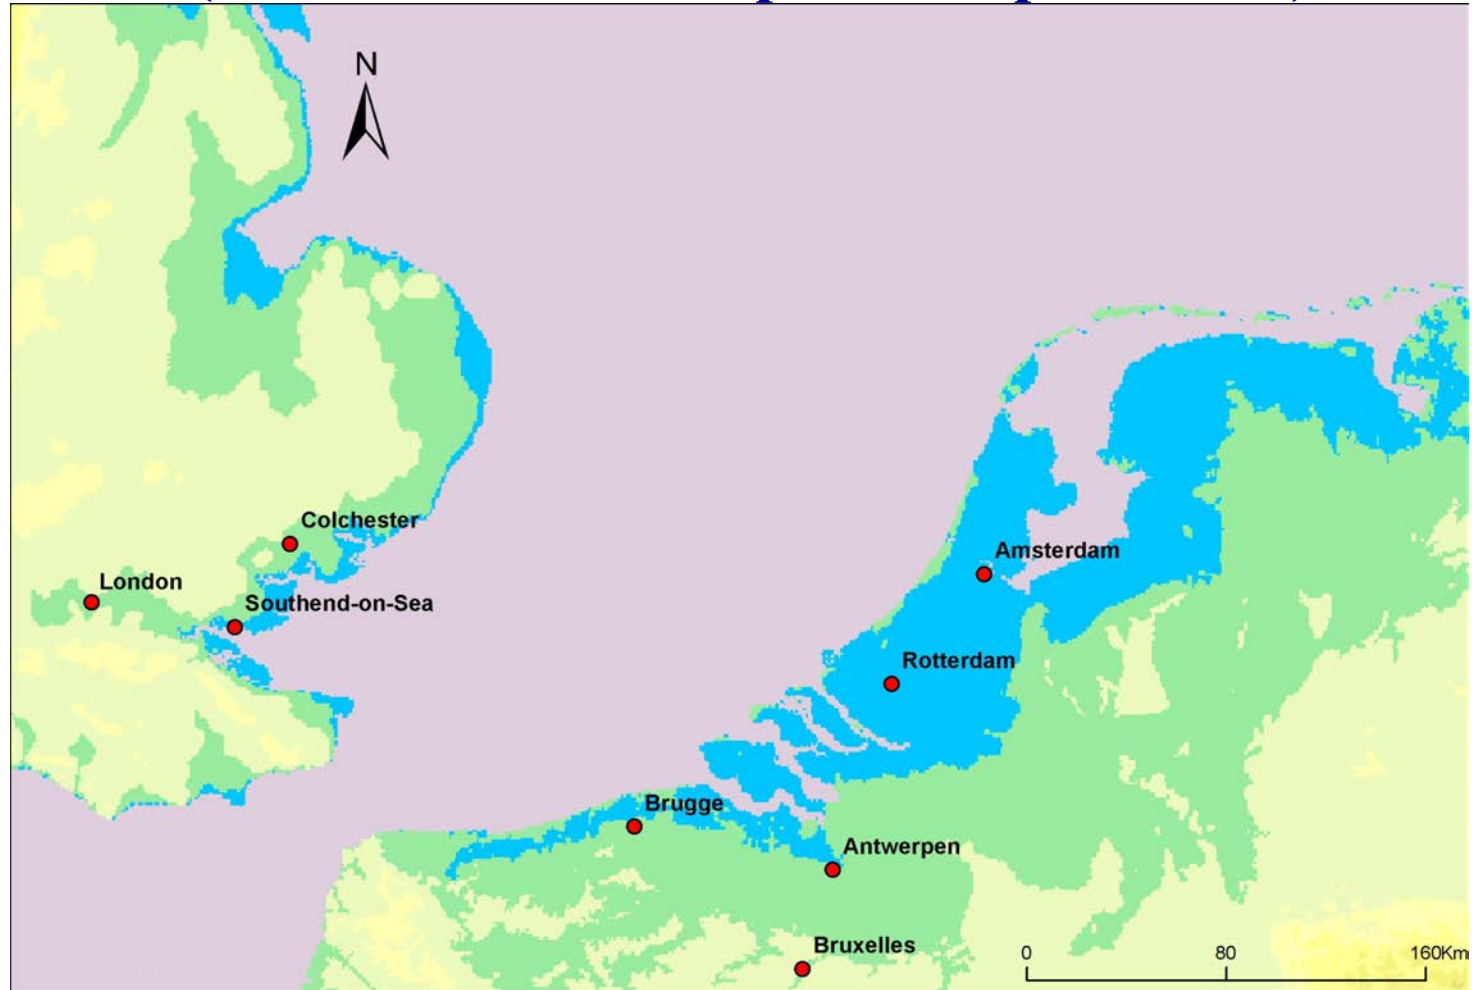 N
Colchester
Amsterdam
London
Southend-on-Sea
Rotterdam
Brugge
Antwerpen
Bruxelles
0 80 160Km